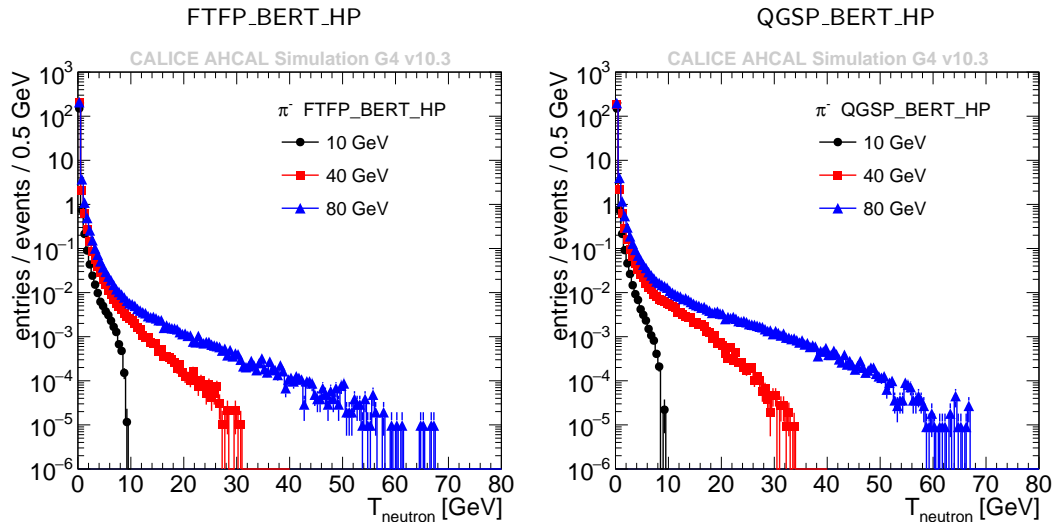 FTFP_BERT_HP
CALICE AHCAL Simulation G4 v10.3
entries / events / 0.5 GeV
10³
10²
10
1
10⁻¹
10⁻²
10⁻³
10⁻⁴
10⁻⁵
10⁻⁶
π⁻ FTFP_BERT_HP
10 GeV
40 GeV
80 GeV
0 10 20 30 40 50 60 70 80
T_neutron [GeV]
QGSP_BERT_HP
CALICE AHCAL Simulation G4 v10.3
entries / events / 0.5 GeV
10³
10²
10
1
10⁻¹
10⁻²
10⁻³
10⁻⁴
10⁻⁵
10⁻⁶
π⁻ QGSP_BERT_HP
10 GeV
40 GeV
80 GeV
0 10 20 30 40 50 60 70 80
T_neutron [GeV]